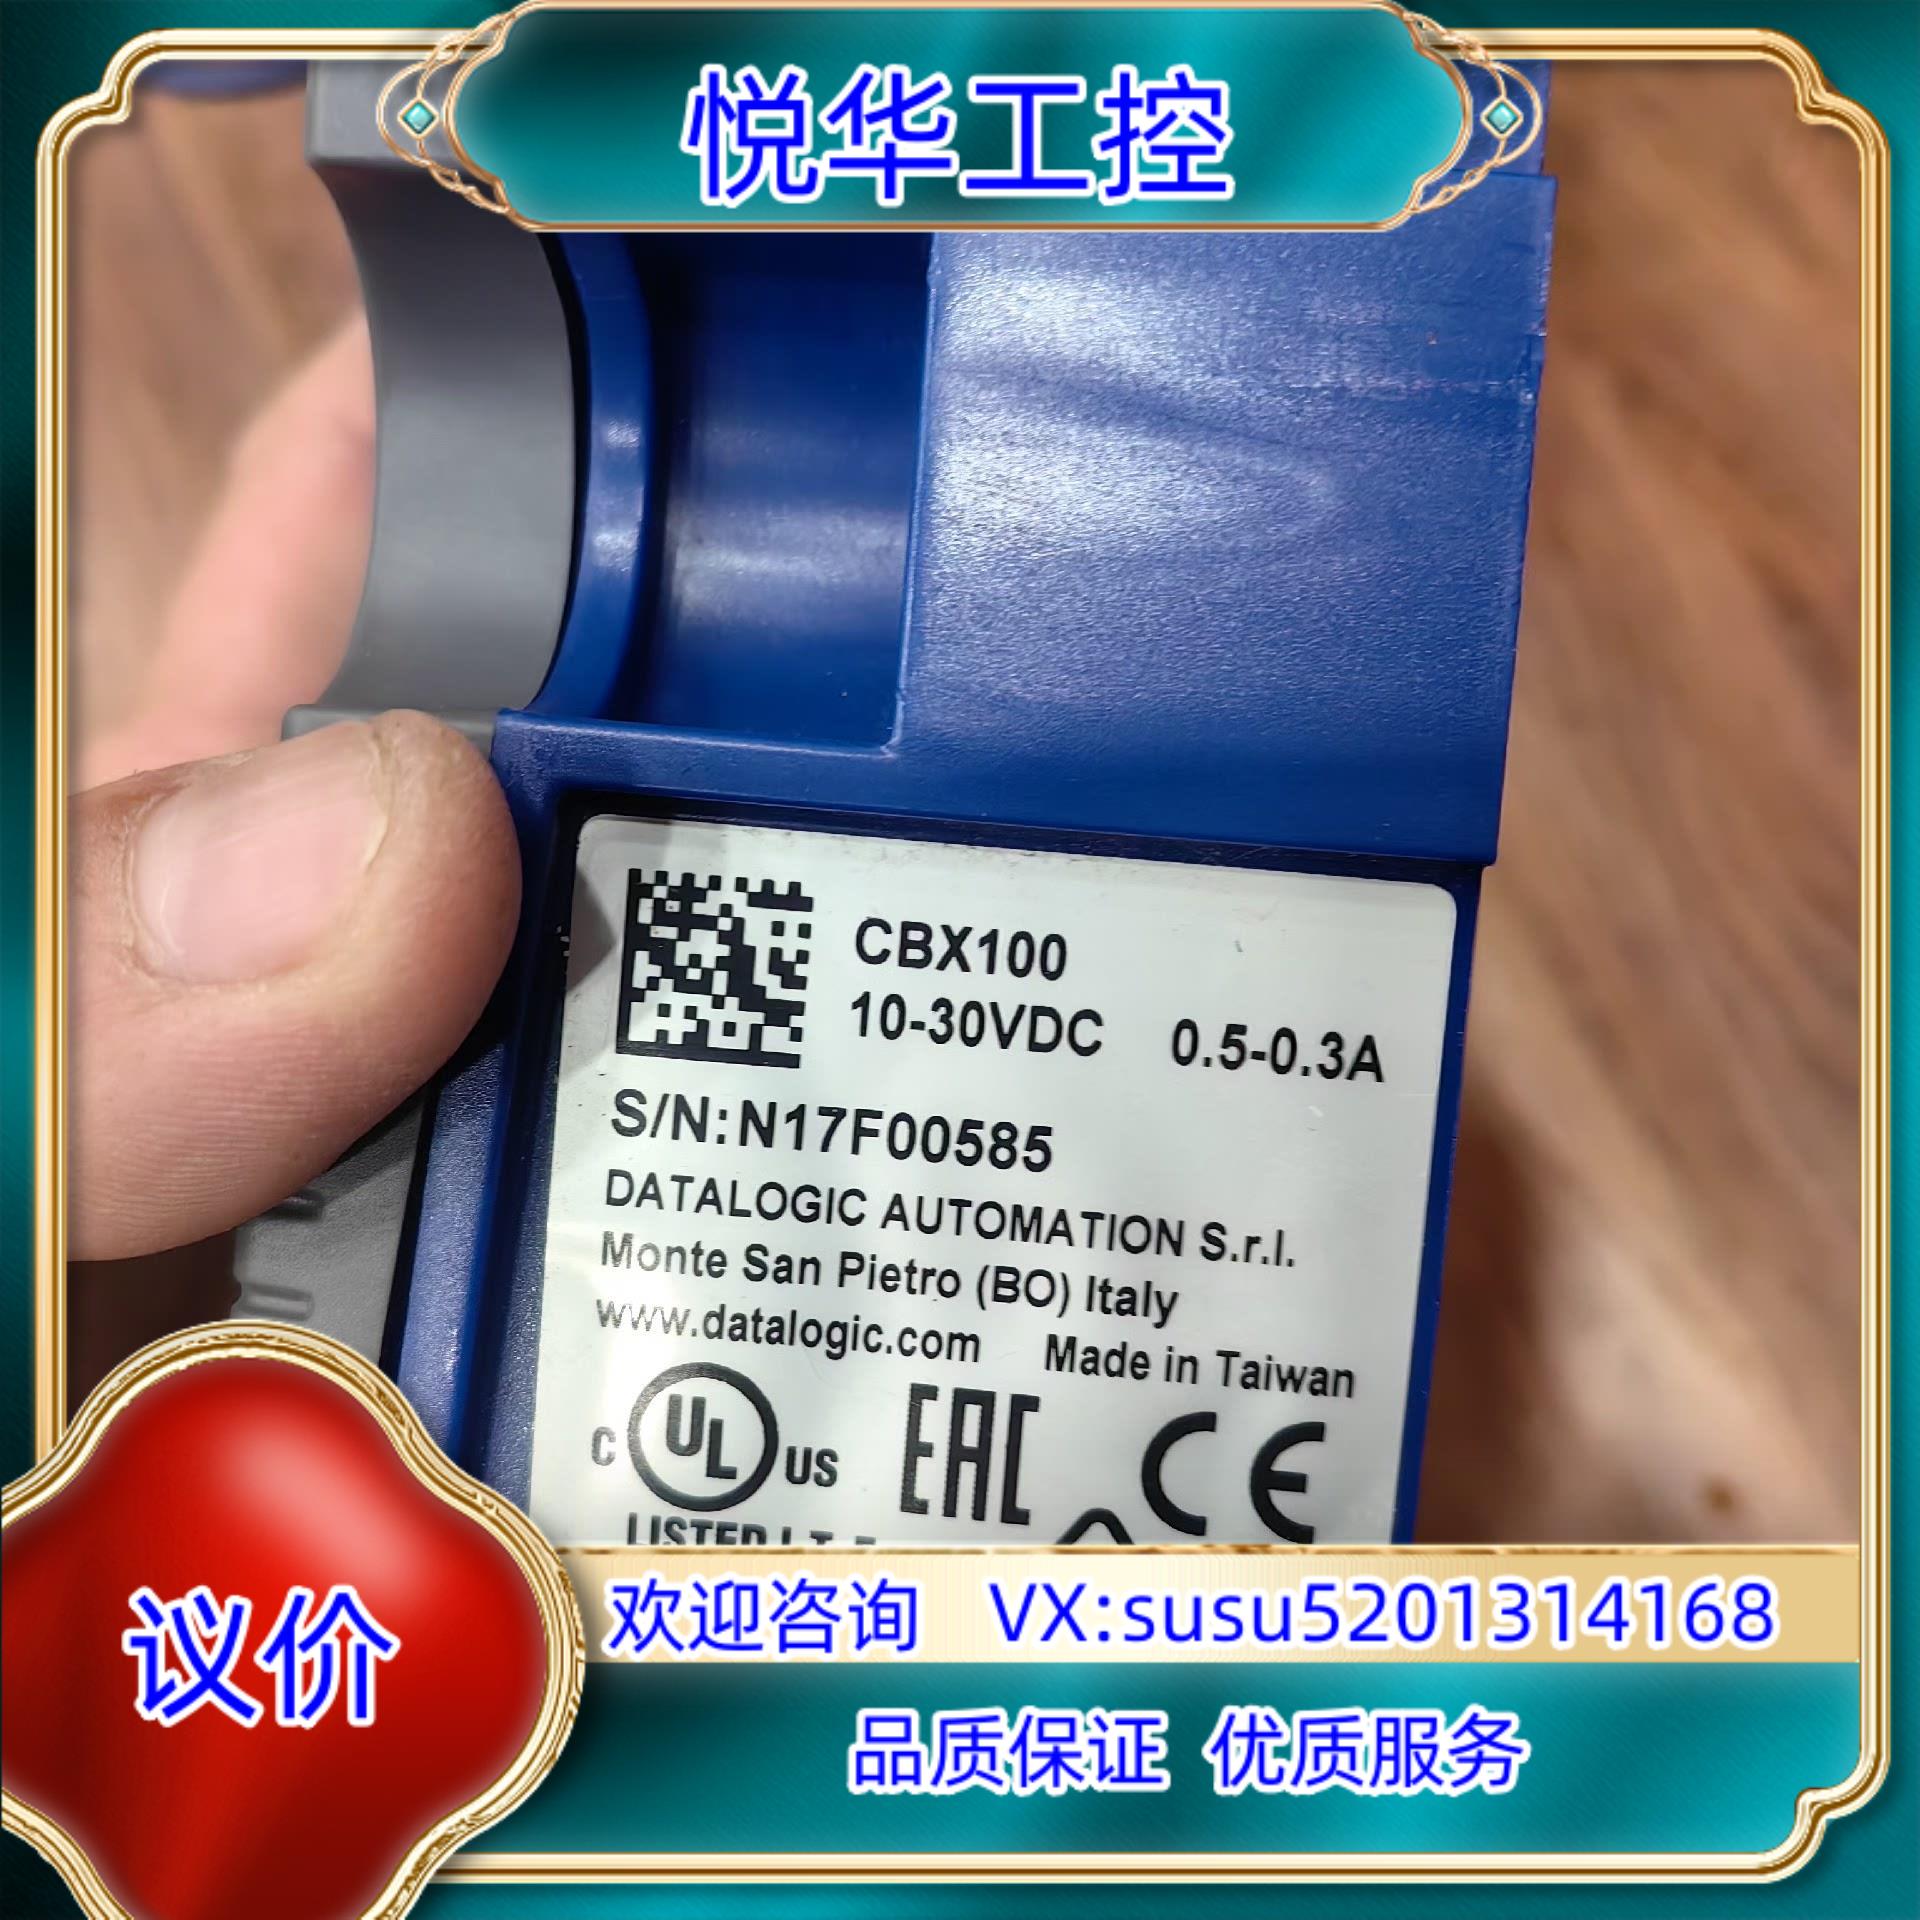 悦华工控
CBX100
10-30VDC 0.5-0.3A
S/N:N17F00585
DATALOGIC AUTOMATION S.r.l.
Monte San Pietro (BO) Italy
www.datalogic.com Made in Taiwan
C UL US EAC CE
LISTED I.T.E
议价
欢迎咨询 VX:susu5201314168
品质保证 优质服务